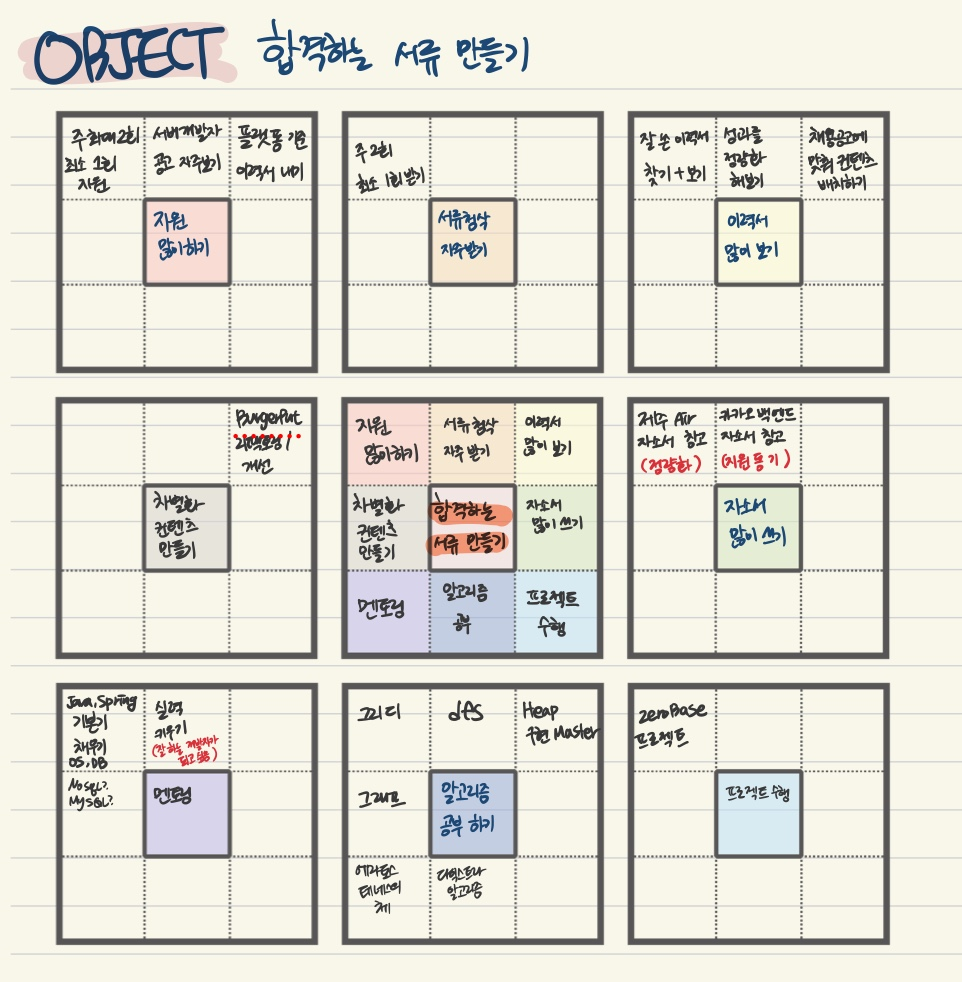 OBJECT 합격하는 서류 만들기
주 최대 2회
최소 1회
지원
서버 개발자
공고 자주보기
플랫폼 기준
이력서 내기
지원
많이하기
주 2회
최소 1회 받기
서류첨삭
자주받기
잘 쓴 이력서
찾기 + 보기
성과를
정량화
해보기
채용공고에
맞춰 컨텐츠
배치하기
이력서
많이 보기
BurgerPut
개선
차별화
컨텐츠
만들기
지원
많이하기
서류첨삭
자주 받기
이력서
많이 보기
차별화
컨텐츠
만들기
합격하는
서류 만들기
자소서
많이 쓰기
멘토링
알고리즘
공부
프로젝트
수행
제주 Air
자소서 참고
(정량화)
카카오 백엔드
자소서 참고
(지원동기)
자소서
많이 쓰기
Java, Spring
기본기
채우기
OS, DB
실력
키우기
(잘 하는 개발자가
되고 싶음)
NoSQL?
MySQL?
멘토링
그리디
dfs
Heap
구현 Master
그래프
알고리즘
공부 하기
에라토스
테네스의
체
다익스트라
알고리즘
zeroBase
프로젝트
프로젝트 수행